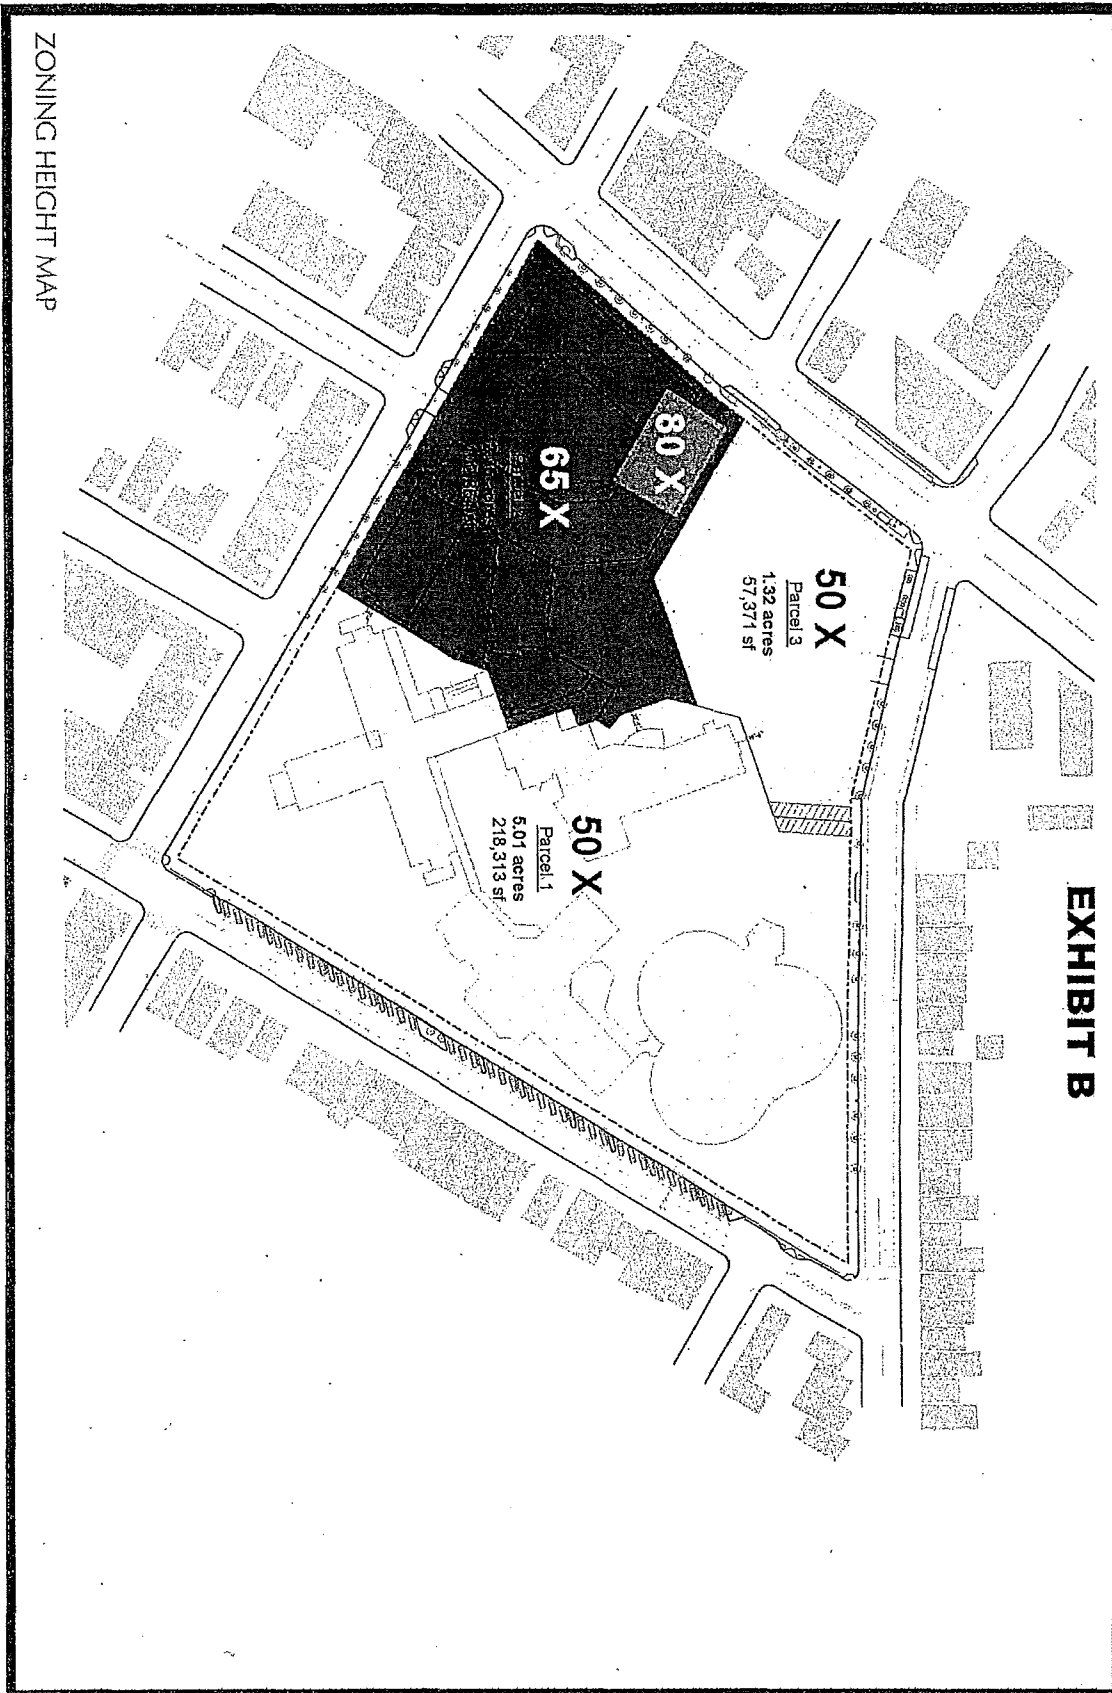 EXHIBIT B
50 X
Parcel 3
1.32 acres
57,371 sf
80 X
65 X
50 X
Parcel 1
5.01 acres
218,313 sf
ZONING HEIGHT MAP